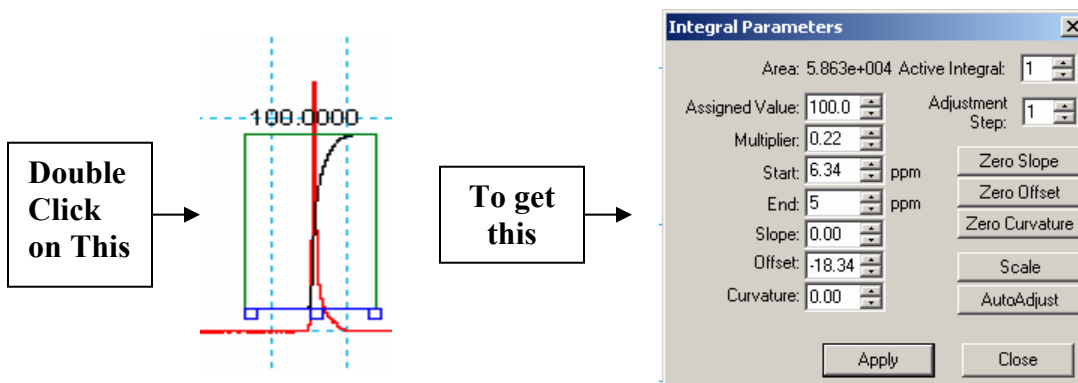 Double
Click
on This
100.0000
To get
this
Integral Parameters
Area: 5.863e+004 Active Integral: 1
Assigned Value: 100.0
Adjustment
Step: 1
Multiplier: 0.22
Start: 6.34 ppm
End: 5 ppm
Slope: 0.00
Offset: -18.34
Curvature: 0.00
Zero Slope
Zero Offset
Zero Curvature
Scale
AutoAdjust
Apply
Close